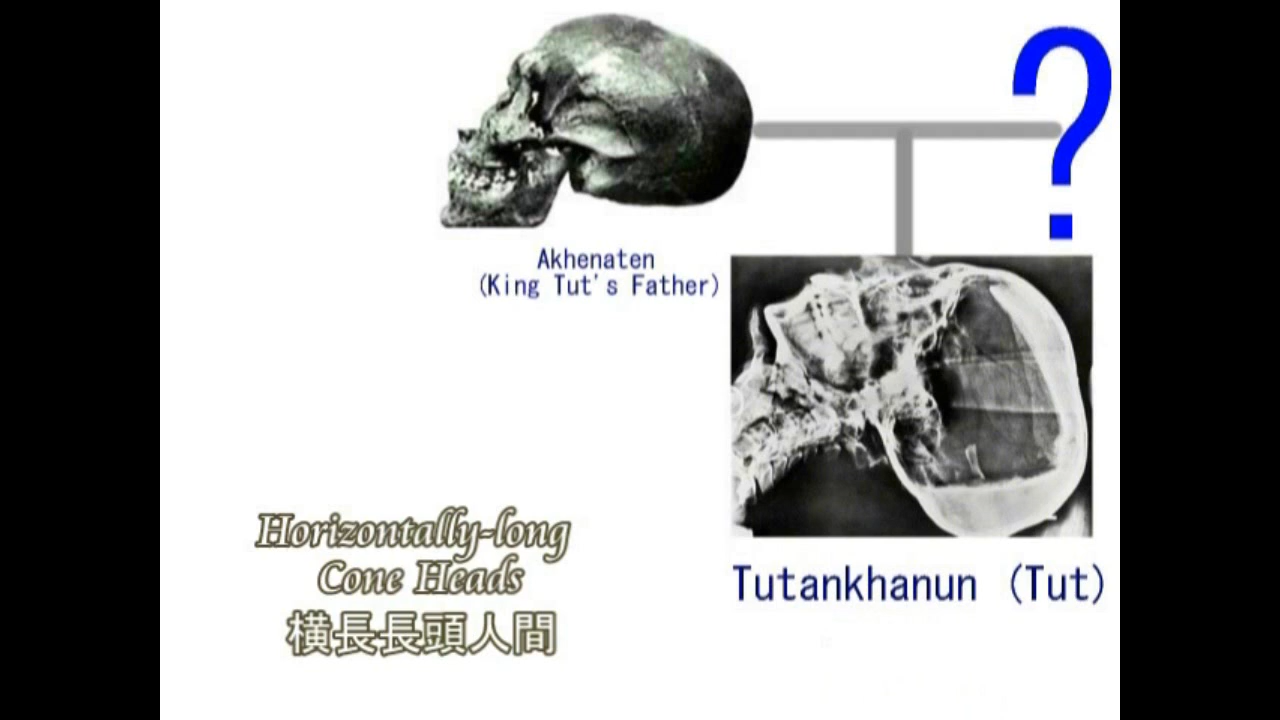 ?
Akhenaten
(King Tut's Father)
Tutankhanun (Tut)
Horizontally-long
Cone Heads
横長長頭人間